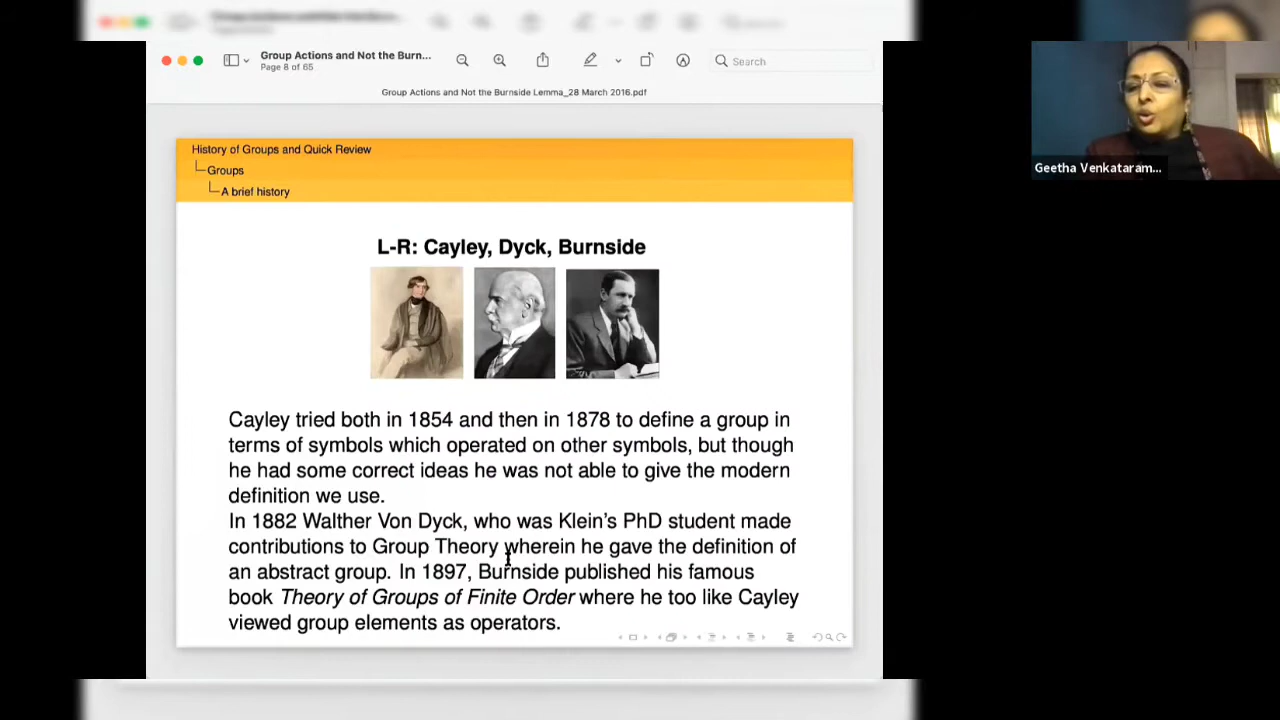 Group Actions and Not the Burn...
Page 8 of 65
Search
Group Actions and Not the Burnside Lemma_28 March 2016.pdf
Geetha Venkataram...
History of Groups and Quick Review
Groups
A brief history
L-R: Cayley, Dyck, Burnside
Cayley tried both in 1854 and then in 1878 to define a group in
terms of symbols which operated on other symbols, but though
he had some correct ideas he was not able to give the modern
definition we use.
In 1882 Walther Von Dyck, who was Klein's PhD student made
contributions to Group Theory wherein he gave the definition of
an abstract group. In 1897, Burnside published his famous
book Theory of Groups of Finite Order where he too like Cayley
viewed group elements as operators.